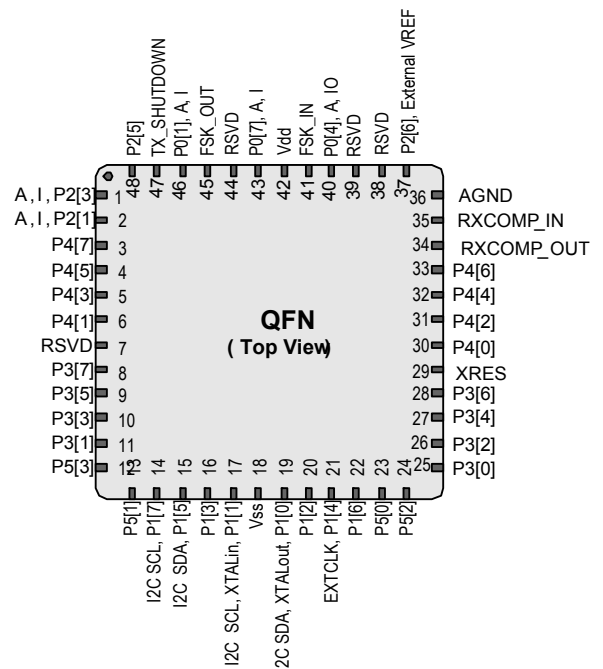 P2[5]
TX_SHUTDOWN
P0[1], A, I
FSK_OUT
RSVD
P0[7], A, I
Vdd
FSK_IN
P0[4], A, IO
RSVD
RSVD
P2[6], External VREF
48
47
46
45
44
43
42
41
40
39
38
37
A, I, P2[3] 1
A, I, P2[1] 2
P4[7] 3
P4[5] 4
P4[3] 5
P4[1] 6
RSVD 7
P3[7] 8
P3[5] 9
P3[3] 10
P3[1] 11
P5[3] 12
QFN
( Top View)
36 AGND
35 RXCOMP_IN
34 RXCOMP_OUT
33 P4[6]
32 P4[4]
31 P4[2]
30 P4[0]
29 XRES
28 P3[6]
27 P3[4]
26 P3[2]
25 P3[0]
13
14
15
16
17
18
19
20
21
22
23
24
P5[1]
I2C SCL, P1[7]
I2C SDA, P1[5]
P1[3]
I2C SCL, XTALin, P1[1]
Vss
2C SDA, XTALout, P1[0]
P1[2]
EXTCLK, P1[4]
P1[6]
P5[0]
P5[2]